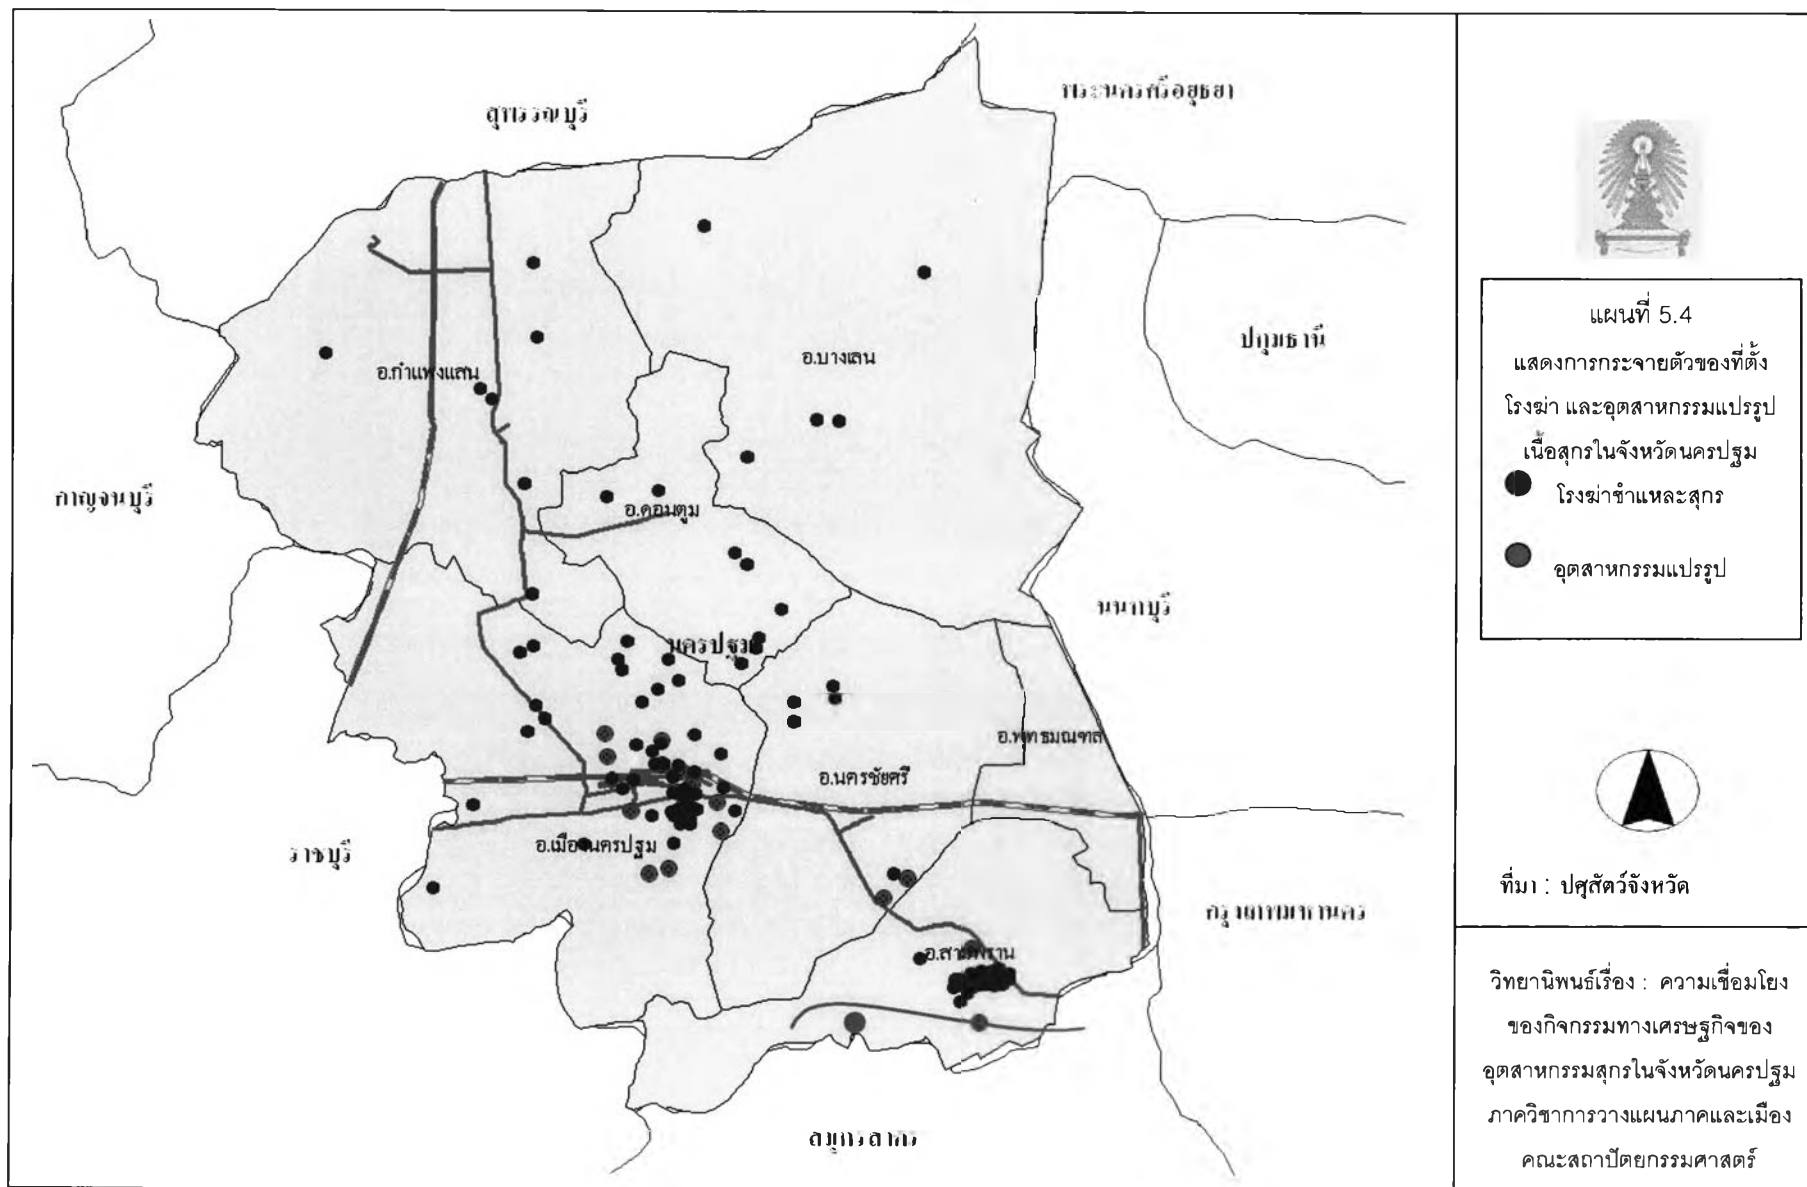 สุพรรณบุรี
พระนครศรีอยุธยา
ปทุมธานี
อ.บางเลน
อ.กำแพงแสน
กาญจนบุรี
อ.ดอนตูม
นนทบุรี
นครปฐม
อ.พุทธมณฑล
อ.นครชัยศรี
ราชบุรี
อ.เมืองนครปฐม
กรุงเทพมหานคร
อ.สามพราน
สมุทรสาคร
แผนที่ 5.4
แสดงการกระจายตัวของที่ตั้ง
โรงฆ่า และอุตสาหกรรมแปรรูป
เนื้อสุกรในจังหวัดนครปฐม
โรงฆ่าชำแหละสุกร
อุตสาหกรรมแปรรูป
ที่มา : ปศุสัตว์จังหวัด
วิทยานิพนธ์เรื่อง : ความเชื่อมโยง
ของกิจกรรมทางเศรษฐกิจของ
อุตสาหกรรมสุกรในจังหวัดนครปฐม
ภาควิชาการวางแผนภาคและเมือง
คณะสถาปัตยกรรมศาสตร์